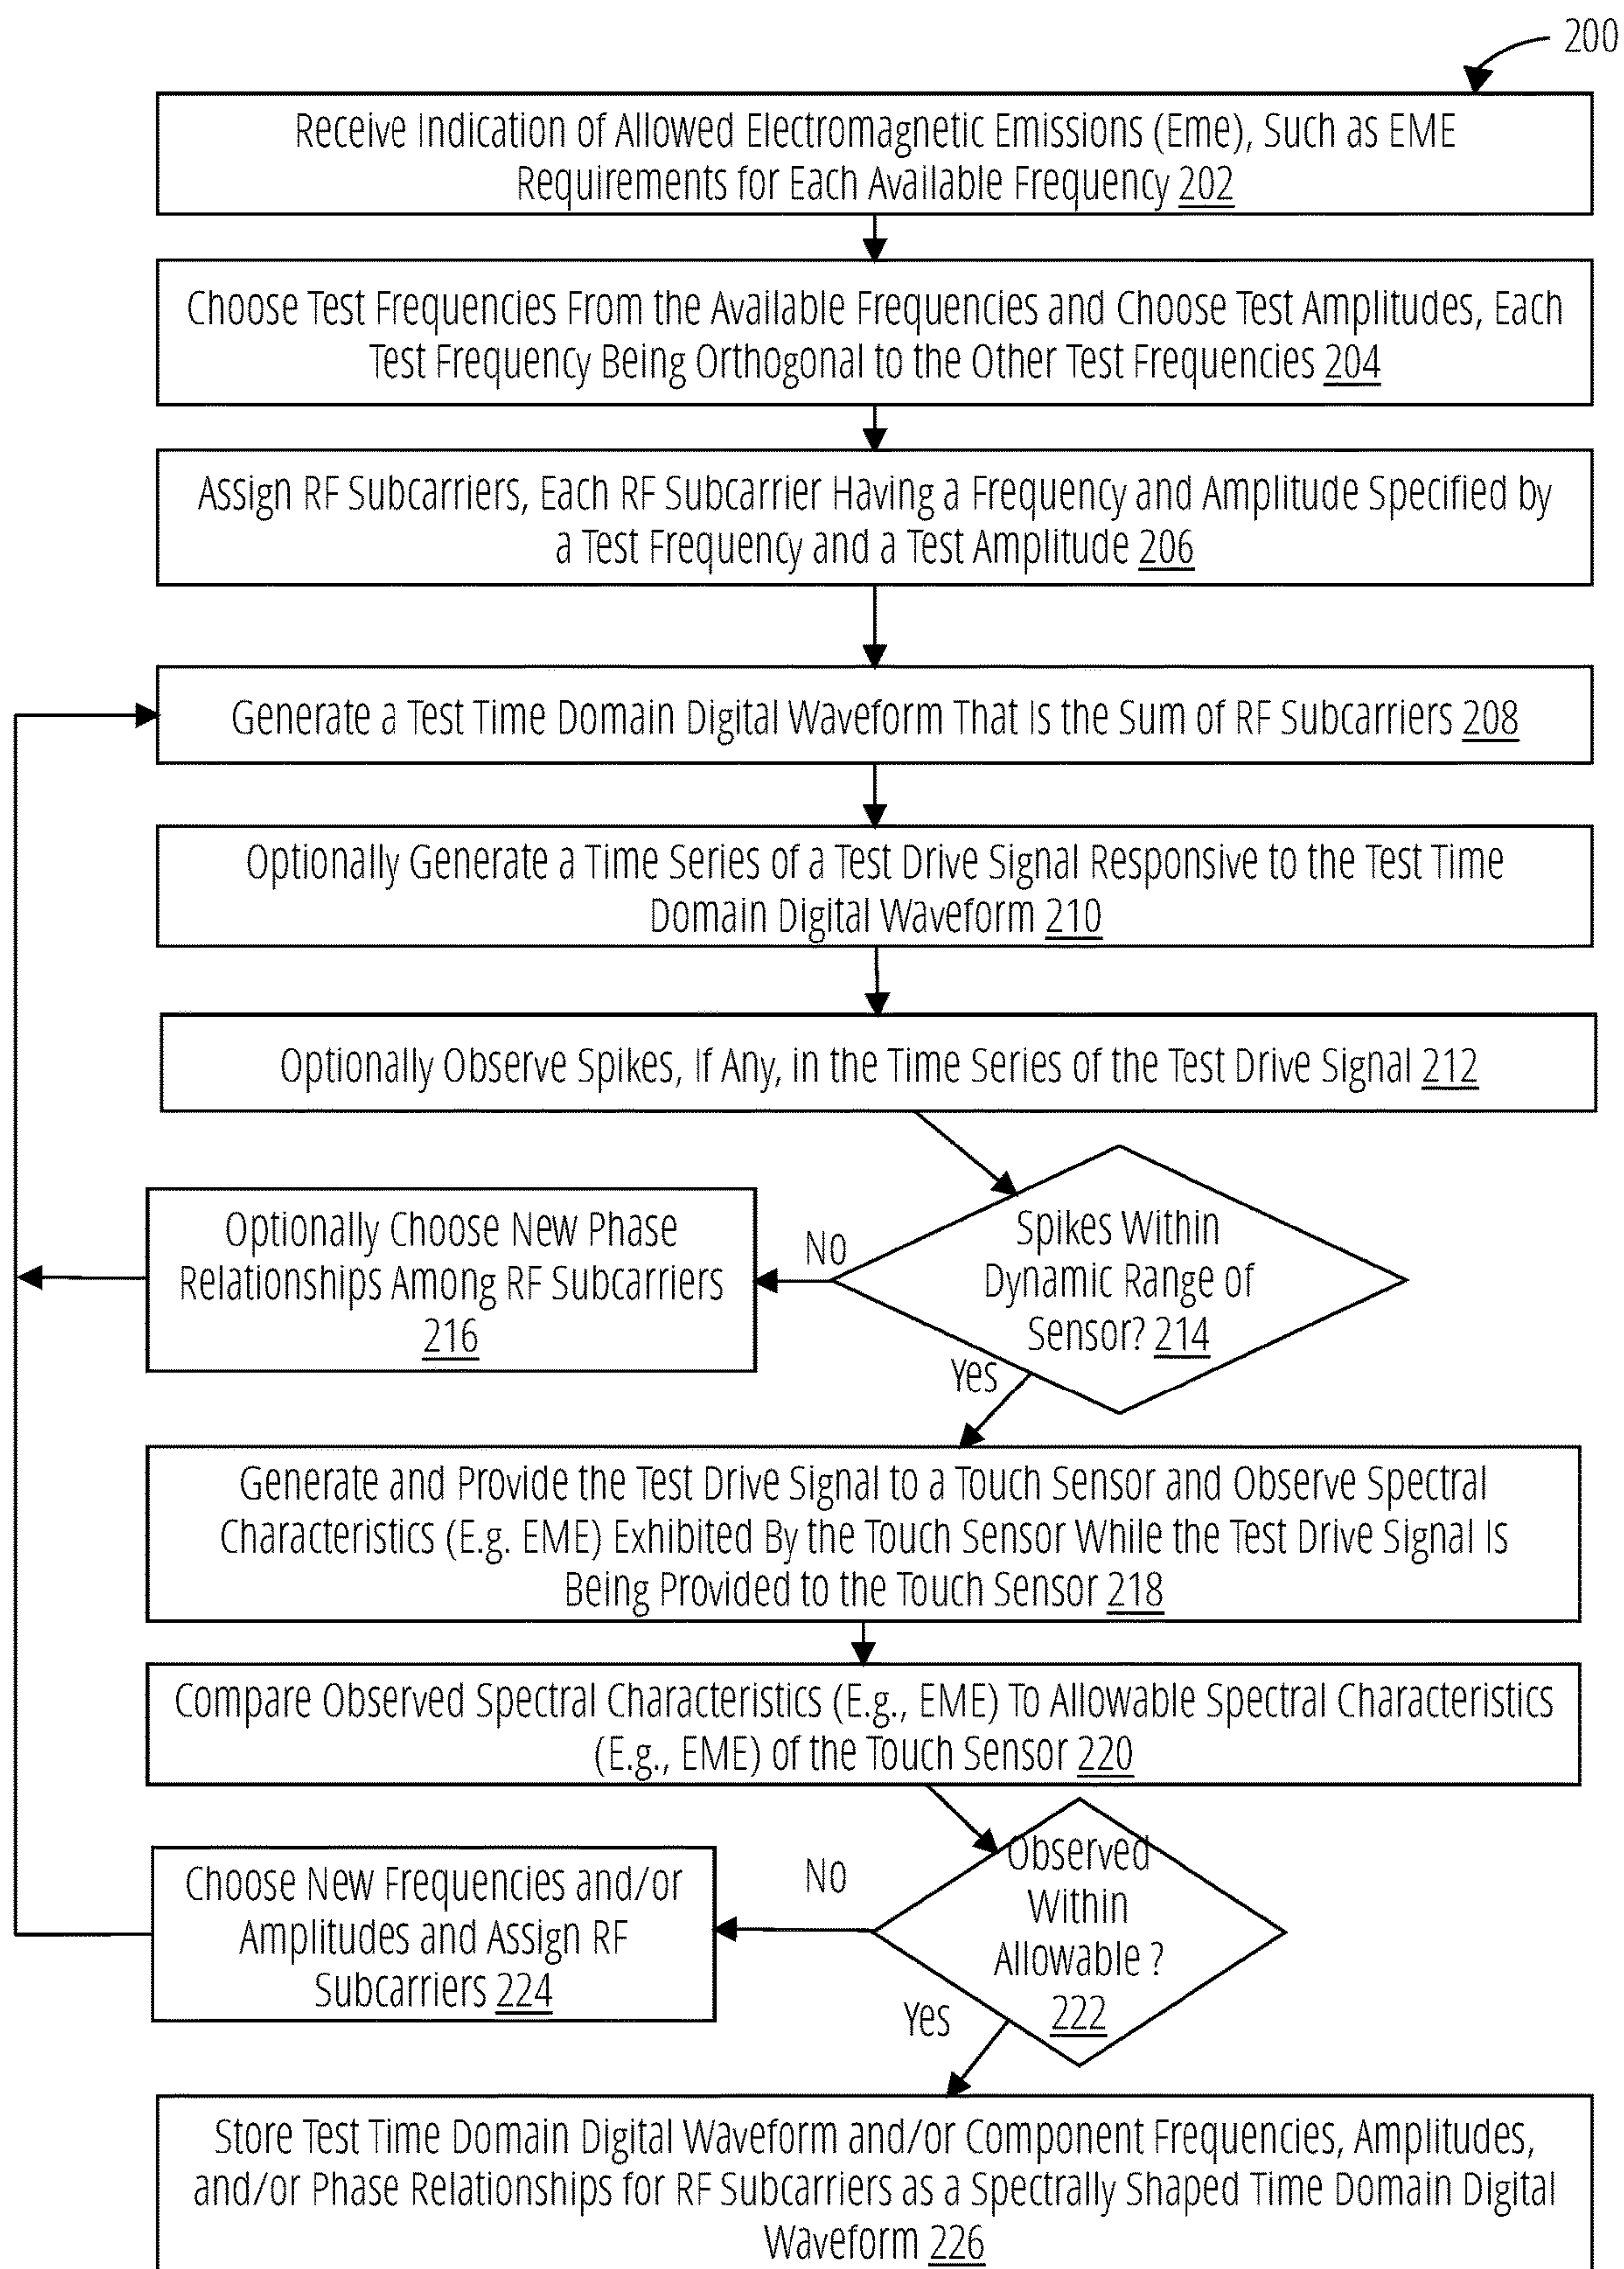 200
Receive Indication of Allowed Electromagnetic Emissions (Eme), Such as EME
Requirements for Each Available Frequency 202
Choose Test Frequencies From the Available Frequencies and Choose Test Amplitudes, Each
Test Frequency Being Orthogonal to the Other Test Frequencies 204
Assign RF Subcarriers, Each RF Subcarrier Having a Frequency and Amplitude Specified by
a Test Frequency and a Test Amplitude 206
Generate a Test Time Domain Digital Waveform That Is the Sum of RF Subcarriers 208
Optionally Generate a Time Series of a Test Drive Signal Responsive to the Test Time
Domain Digital Waveform 210
Optionally Observe Spikes, If Any, in the Time Series of the Test Drive Signal 212
Spikes Within
Dynamic Range of
Sensor? 214
No
Optionally Choose New Phase
Relationships Among RF Subcarriers
216
Yes
Generate and Provide the Test Drive Signal to a Touch Sensor and Observe Spectral
Characteristics (E.g. EME) Exhibited By the Touch Sensor While the Test Drive Signal Is
Being Provided to the Touch Sensor 218
Compare Observed Spectral Characteristics (E.g., EME) To Allowable Spectral Characteristics
(E.g., EME) of the Touch Sensor 220
Observed
Within
Allowable ?
222
No
Choose New Frequencies and/or
Amplitudes and Assign RF
Subcarriers 224
Yes
Store Test Time Domain Digital Waveform and/or Component Frequencies, Amplitudes,
and/or Phase Relationships for RF Subcarriers as a Spectrally Shaped Time Domain Digital
Waveform 226